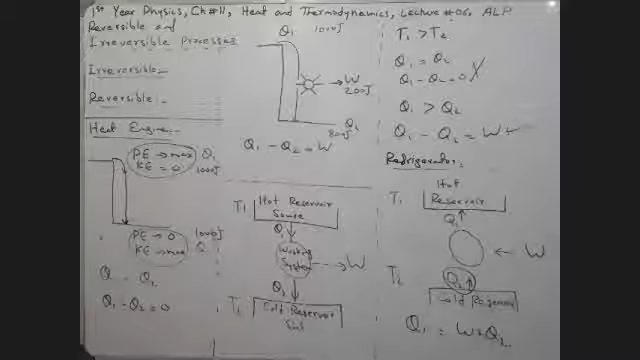 1st Year Physics, Ch#11, Heat and Thermodynamics, Lecture #06, ALP
Reversible and
Irreversible Processes
Irreversible:-
Reversible:-
Heat Engine:-
PE → max
KE = 0
Q1
1000J
PE → 0
KE → max
1000J
Q
Q = Q2
Q1 - Q2 = 0
Q1
1000J
→ W
200J
Q2
800J
Q1 - Q2 = W
T1
Hot Reservoir
Source
Q1
Working
System
→ W
Q2
T2
Cold Reservoir
Sink
T1 > T2
Q1 = Q2
Q1 - Q2 = 0 X
Q1 > Q2
Q1 - Q2 = W
Refrigerator:-
Hot
T1
Reservoir
Q1
← W
T2
Q2
Cold Reservoir
Q1 = W + Q2